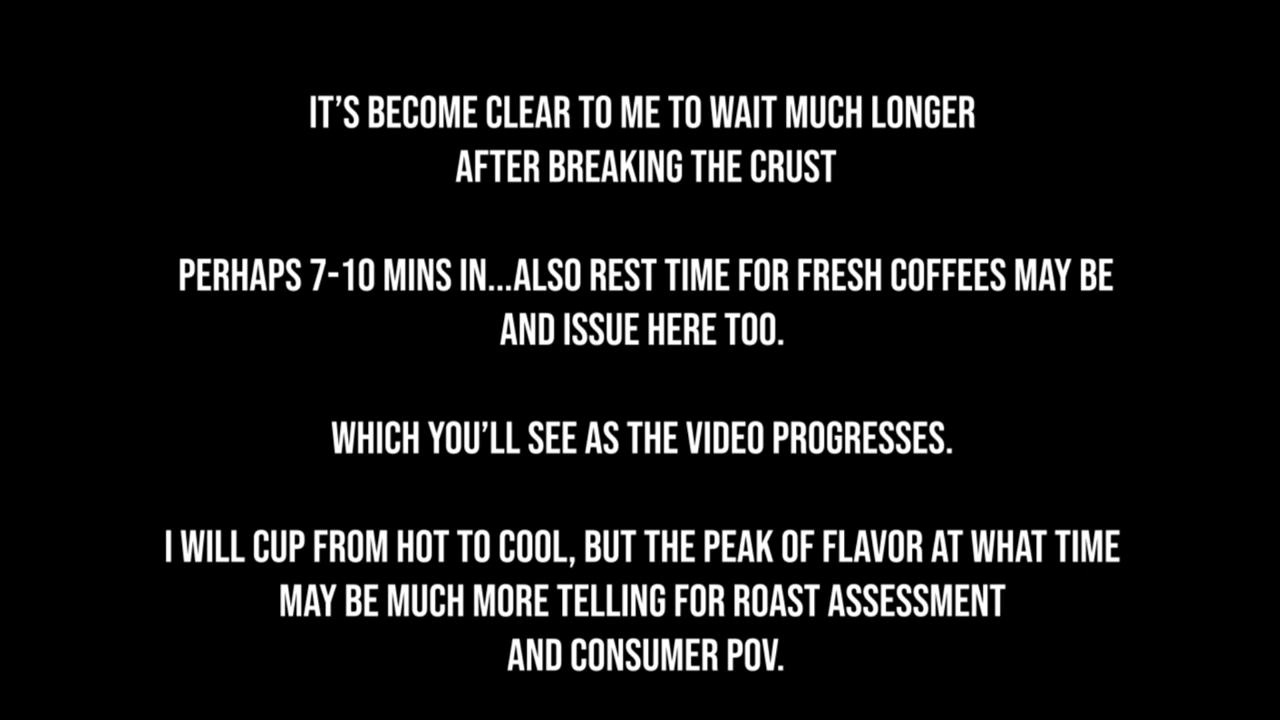 IT'S BECOME CLEAR TO ME TO WAIT MUCH LONGER
AFTER BREAKING THE CRUST
PERHAPS 7-10 MINS IN...ALSO REST TIME FOR FRESH COFFEES MAY BE
AND ISSUE HERE TOO.
WHICH YOU'LL SEE AS THE VIDEO PROGRESSES.
I WILL CUP FROM HOT TO COOL, BUT THE PEAK OF FLAVOR AT WHAT TIME
MAY BE MUCH MORE TELLING FOR ROAST ASSESSMENT
AND CONSUMER POV.